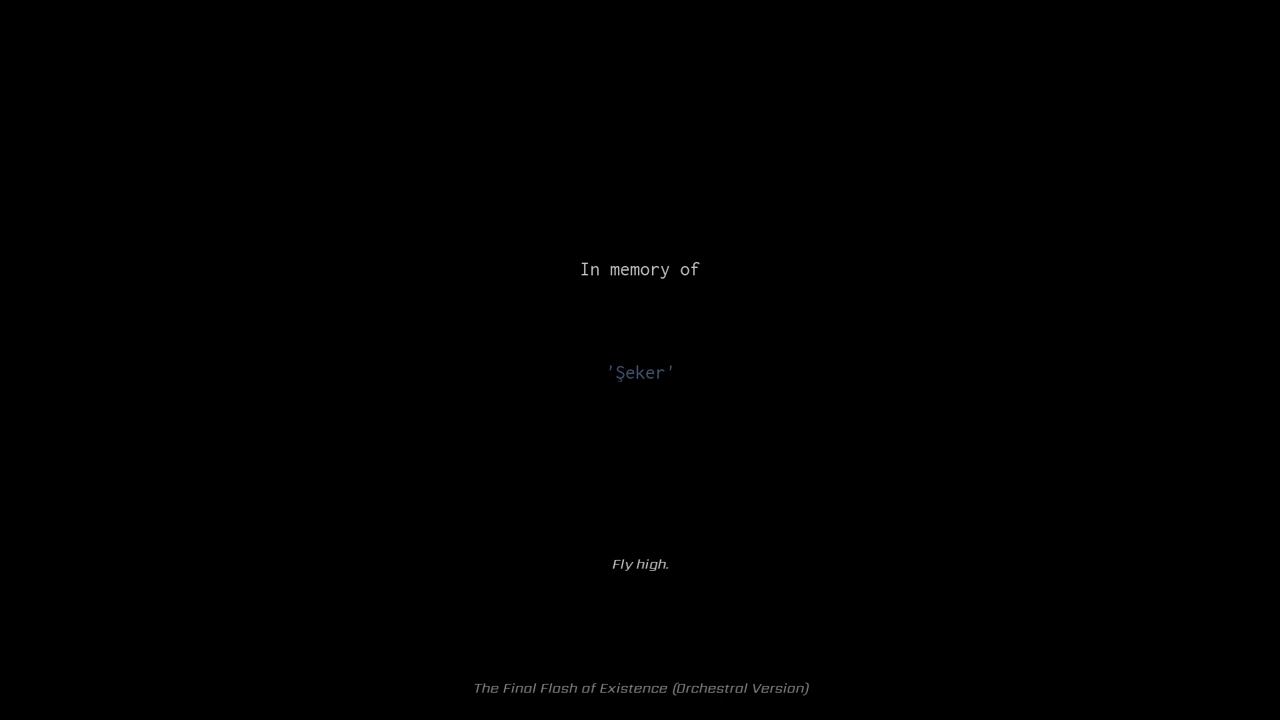 In memory of
'Şeker'
Fly high.
The Final Flash of Existence (Orchestral Version)